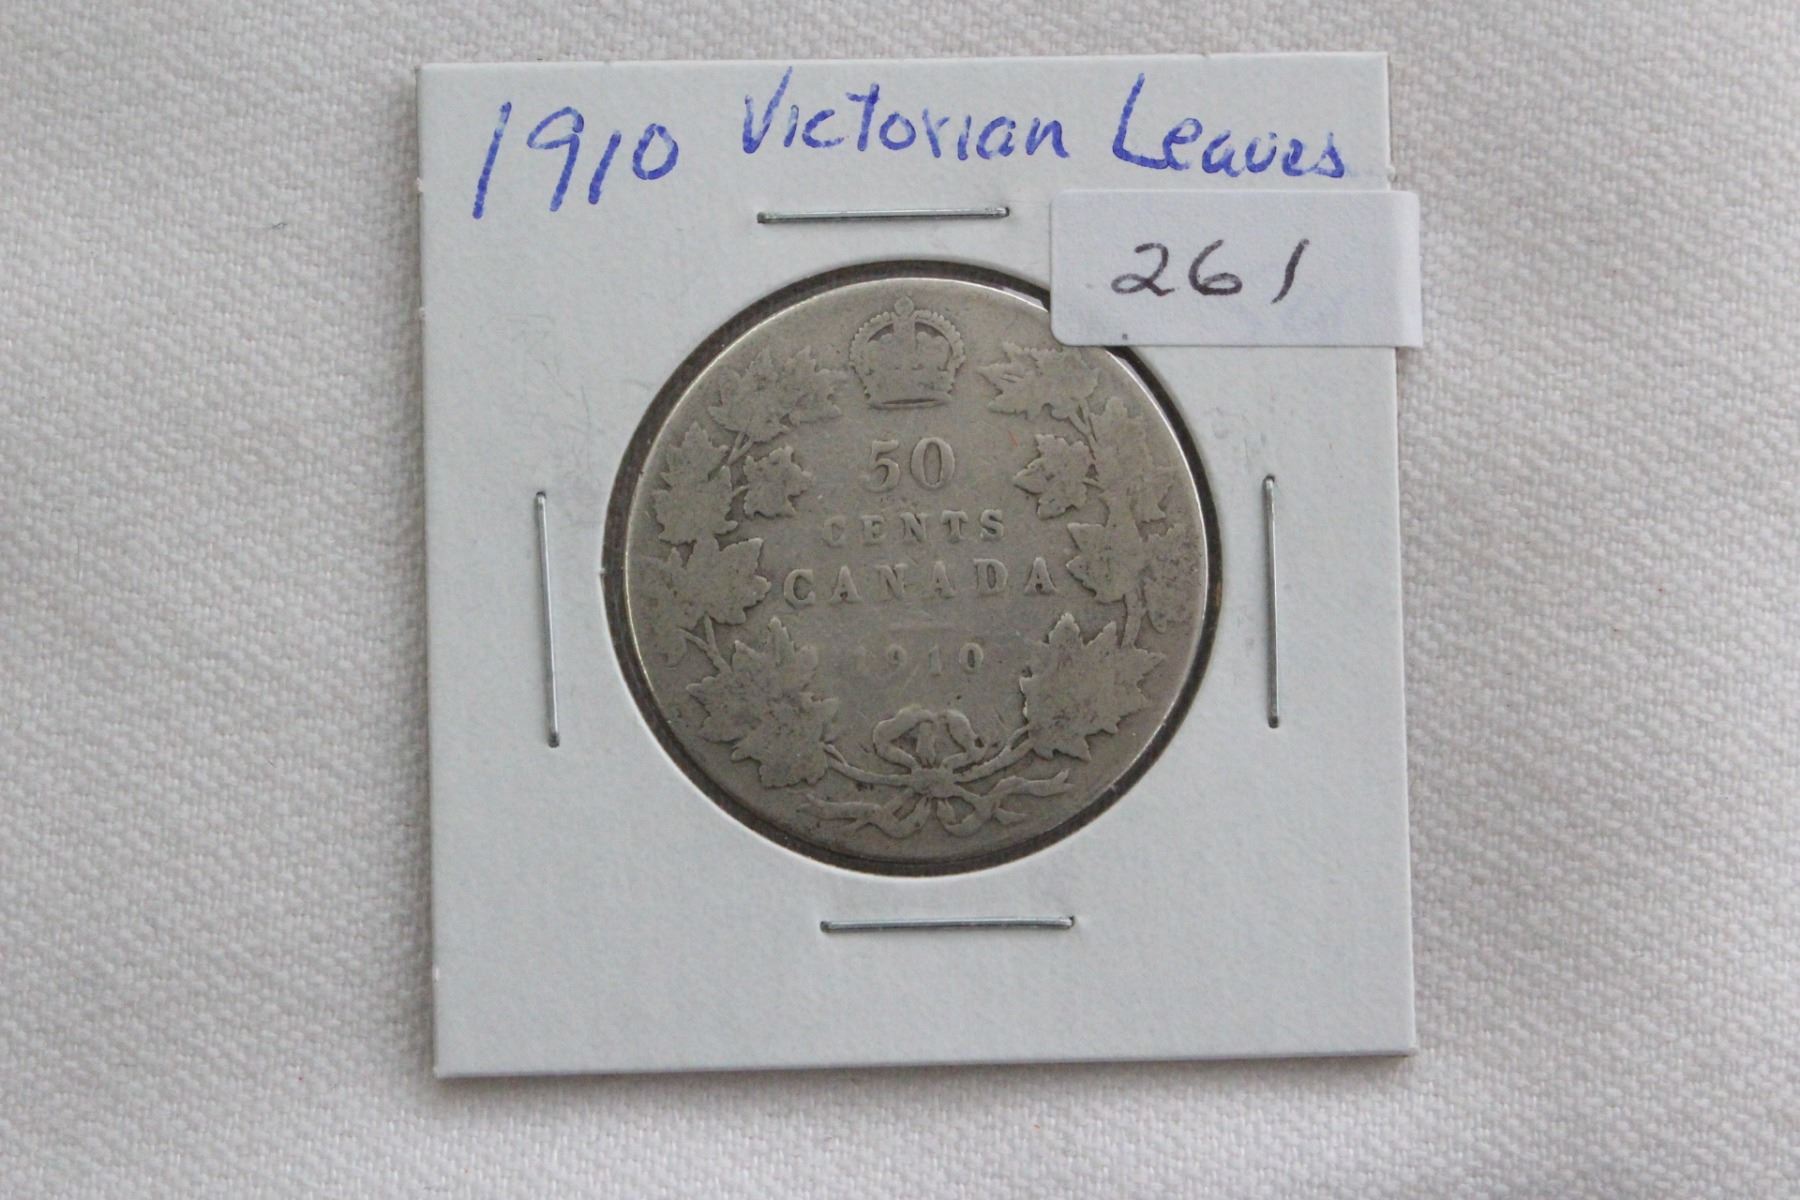 1910 Victorian Leaves
261
50
CENTS
CANADA
1910